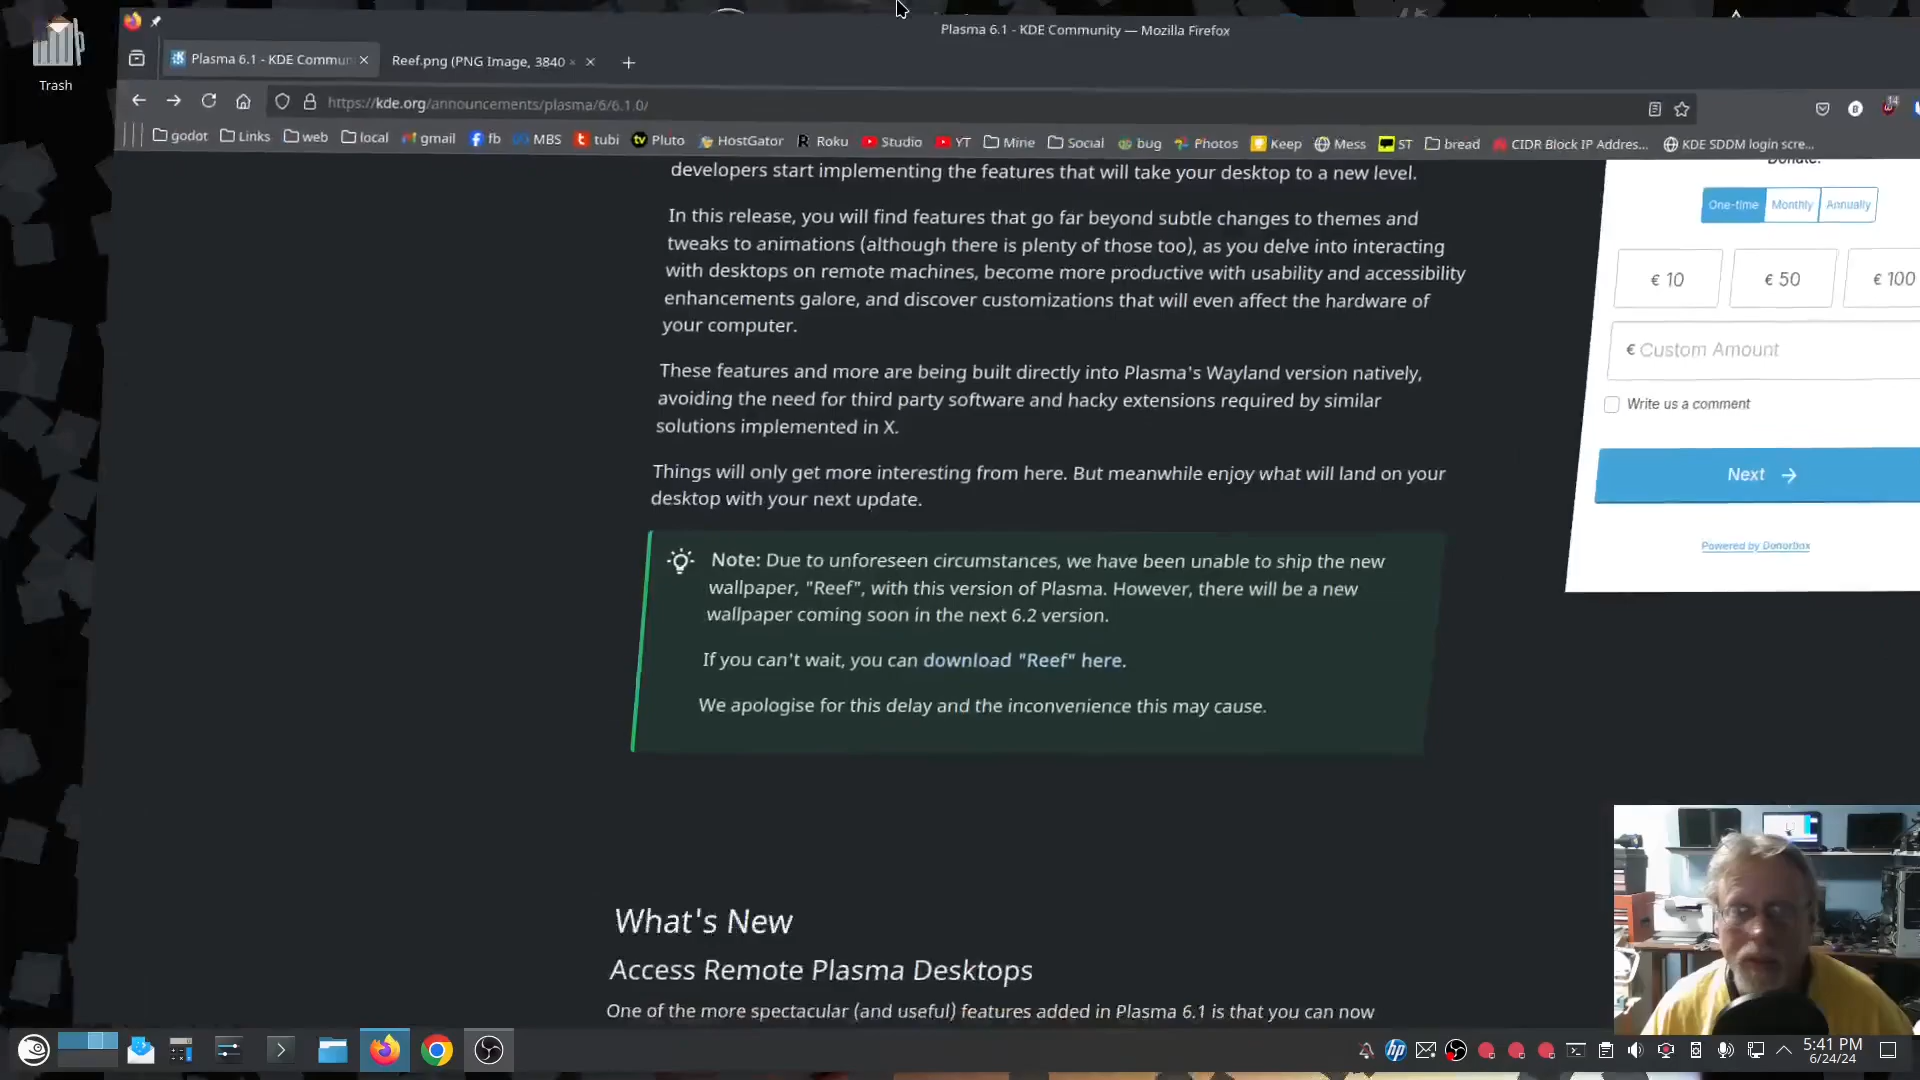 Plasma 6.1 - KDE Community — Mozilla Firefox
Trash
Plasma 6.1 - KDE Commun
Reef.png (PNG Image, 3840
https://kde.org/announcements/plasma/6/6.1.0/
14
godot Links web local gmail fb MBS tubi Pluto HostGator Roku Studio YT Mine Social bug Photos Keep Mess ST bread CIDR Block IP Addres... KDE SDDM login scre...
developers start implementing the features that will take your desktop to a new level.
In this release, you will find features that go far beyond subtle changes to themes and
tweaks to animations (although there is plenty of those too), as you delve into interacting
with desktops on remote machines, become more productive with usability and accessibility
enhancements galore, and discover customizations that will even affect the hardware of
your computer.
These features and more are being built directly into Plasma's Wayland version natively,
avoiding the need for third party software and hacky extensions required by similar
solutions implemented in X.
Things will only get more interesting from here. But meanwhile enjoy what will land on your
desktop with your next update.
Note: Due to unforeseen circumstances, we have been unable to ship the new
wallpaper, "Reef", with this version of Plasma. However, there will be a new
wallpaper coming soon in the next 6.2 version.
If you can't wait, you can download "Reef" here.
We apologise for this delay and the inconvenience this may cause.
What's New
Access Remote Plasma Desktops
One of the more spectacular (and useful) features added in Plasma 6.1 is that you can now
Donate:
One-time Monthly Annually
€ 10 € 50 € 100
€ Custom Amount
Write us a comment
Next →
Powered by Donorbox
hp
5:41 PM
6/24/24